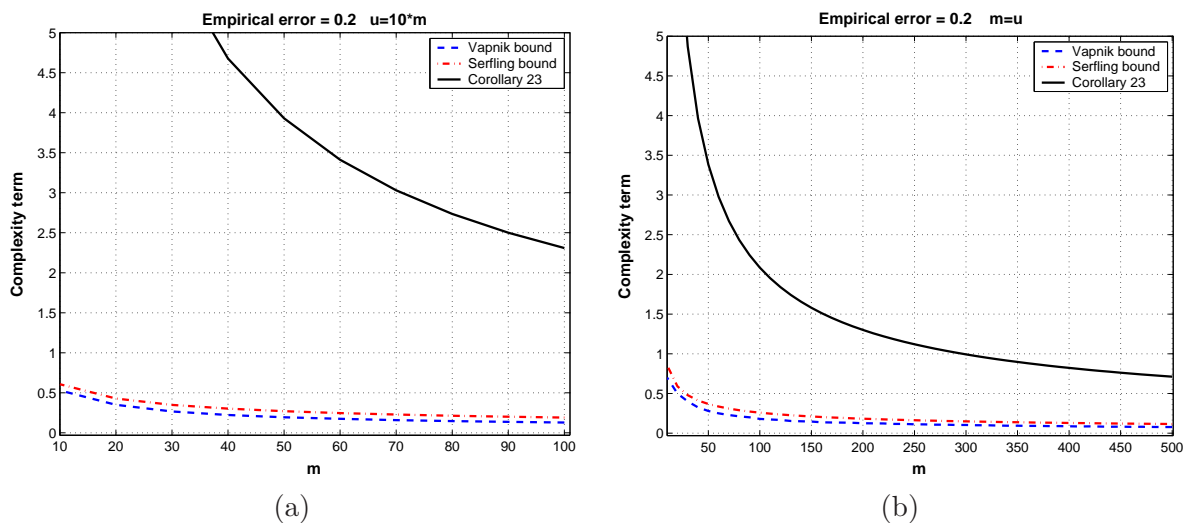 Empirical error = 0.2 u=10*m
5
4.5
4
3.5
3
2.5
2
1.5
1
0.5
0
Complexity term
Vapnik bound
Serfling bound
Corollary 23
10 20 30 40 50 60 70 80 90 100
m
(a)
Empirical error = 0.2 m=u
5
4.5
4
3.5
3
2.5
2
1.5
1
0.5
0
Complexity term
Vapnik bound
Serfling bound
Corollary 23
50 100 150 200 250 300 350 400 450 500
m
(b)